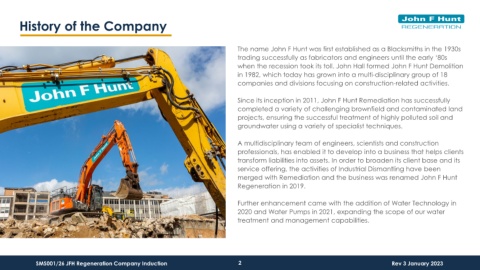 History of the Company
John F Hunt
REGENERATION
The name John F Hunt was first established as a Blacksmiths in the 1930s
trading successfully as fabricators and engineers until the early '80s
when the recession took its toll. John Hall formed John F Hunt Demolition
in 1982, which today has grown into a multi-disciplinary group of 18
companies and divisions focusing on construction-related activities.
Since its inception in 2011, John F Hunt Remediation has successfully
completed a variety of challenging brownfield and contaminated land
projects, ensuring the successful treatment of highly polluted soil and
groundwater using a variety of specialist techniques.
A multidisciplinary team of engineers, scientists and construction
professionals, has enabled it to develop into a business that helps clients
transform liabilities into assets. In order to broaden its client base and its
service offering, the activities of Industrial Dismantling have been
merged with Remediation and the business was renamed John F Hunt
Regeneration in 2019.
Further enhancement came with the addition of Water Technology in
2020 and Water Pumps in 2021, expanding the scope of our water
treatment and management capabilities.
John F Hunt
John F Hunt
SMS001/26 JFH Regeneration Company Induction
2
Rev 3 January 2023